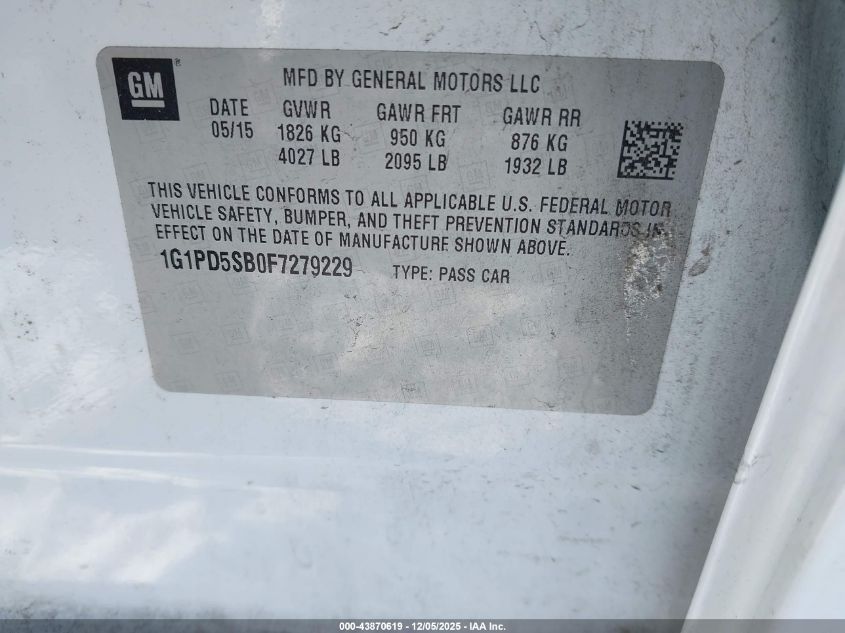 GM
MFD BY GENERAL MOTORS LLC
DATE GVWR GAWR FRT GAWR RR
05/15 1826 KG 950 KG 876 KG
4027 LB 2095 LB 1932 LB
THIS VEHICLE CONFORMS TO ALL APPLICABLE U.S. FEDERAL MOTOR
VEHICLE SAFETY, BUMPER, AND THEFT PREVENTION STANDARDS IN
EFFECT ON THE DATE OF MANUFACTURE SHOWN ABOVE.
1G1PD5SB0F7279229 TYPE: PASS CAR
000-43870619 - 12/05/2025 - IAA Inc.